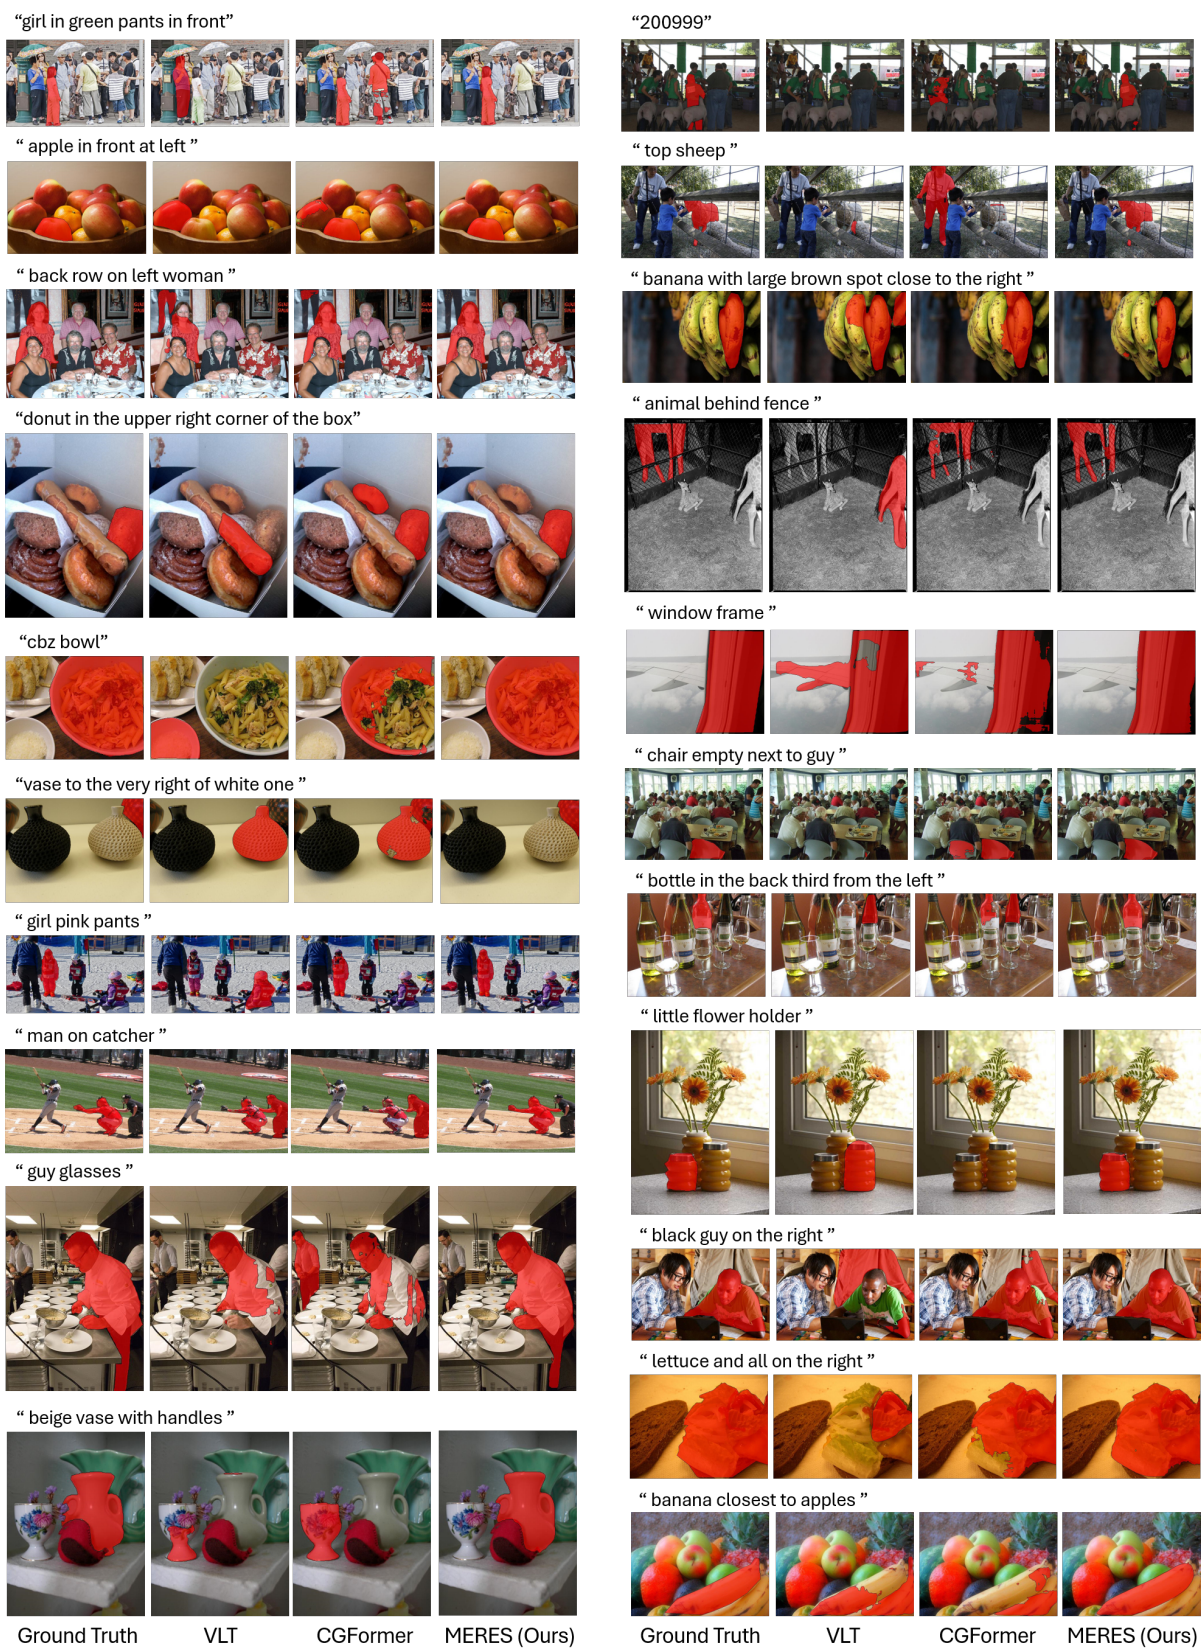 “girl in green pants in front”
“ apple in front at left ”
“ back row on left woman ”
“donut in the upper right corner of the box”
“cbz bowl”
“vase to the very right of white one ”
“ girl pink pants ”
“ man on catcher ”
“ guy glasses ”
“ beige vase with handles ”
Ground Truth VLT CGFormer MERES (Ours)
“200999”
“ top sheep ”
“ banana with large brown spot close to the right ”
“ animal behind fence ”
“ window frame ”
“ chair empty next to guy ”
“ bottle in the back third from the left ”
“ little flower holder ”
“ black guy on the right ”
“ lettuce and all on the right ”
“ banana closest to apples ”
Ground Truth VLT CGFormer MERES (Ours)